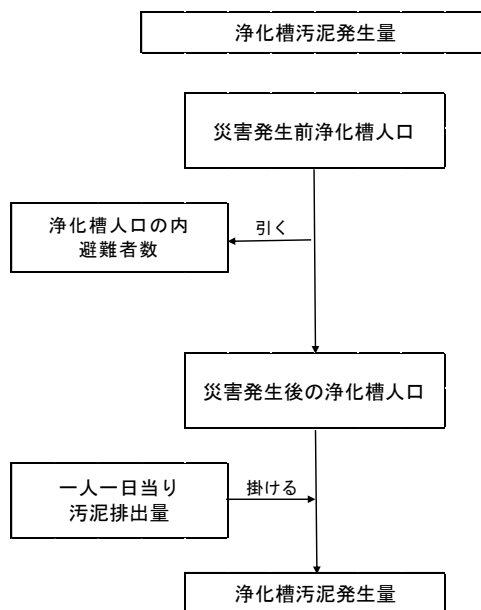 浄化槽汚泥発生量
災害発生前浄化槽人口
浄化槽人口の内
避難者数
引く
災害発生後の浄化槽人口
一人一日当り
汚泥排出量
掛ける
浄化槽汚泥発生量